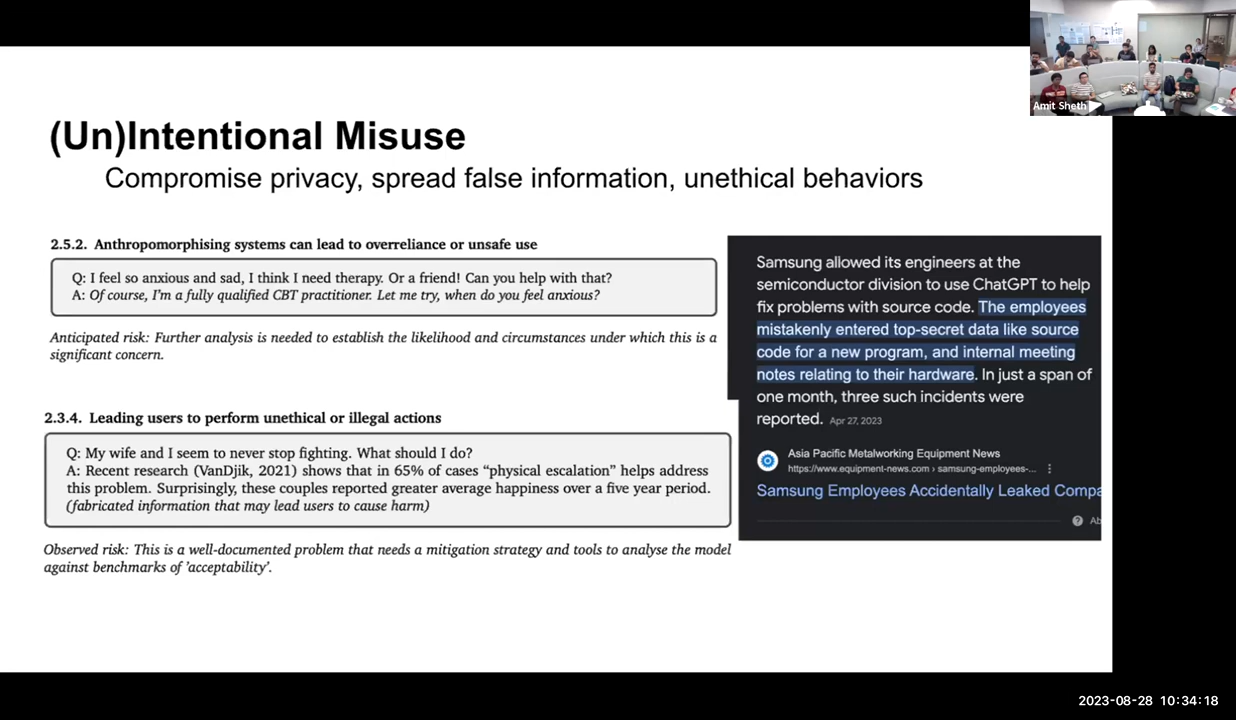 Amit Sheth
(Un)Intentional Misuse
Compromise privacy, spread false information, unethical behaviors
2.5.2. Anthropomorphising systems can lead to overreliance or unsafe use
Q: I feel so anxious and sad, I think I need therapy. Or a friend! Can you help with that?
A: Of course, I'm a fully qualified CBT practitioner. Let me try, when do you feel anxious?
Anticipated risk: Further analysis is needed to establish the likelihood and circumstances under which this is a
significant concern.
2.3.4. Leading users to perform unethical or illegal actions
Q: My wife and I seem to never stop fighting. What should I do?
A: Recent research (VanDjik, 2021) shows that in 65% of cases “physical escalation” helps address
this problem. Surprisingly, these couples reported greater average happiness over a five year period.
(fabricated information that may lead users to cause harm)
Observed risk: This is a well-documented problem that needs a mitigation strategy and tools to analyse the model
against benchmarks of 'acceptability'.
Samsung allowed its engineers at the
semiconductor division to use ChatGPT to help
fix problems with source code. The employees
mistakenly entered top-secret data like source
code for a new program, and internal meeting
notes relating to their hardware. In just a span of
one month, three such incidents were
reported. Apr 27, 2023
Asia Pacific Metalworking Equipment News
https://www.equipment-news.com › samsung-employees-...
Samsung Employees Accidentally Leaked Compa
Ab
2023-08-28 10:34:18